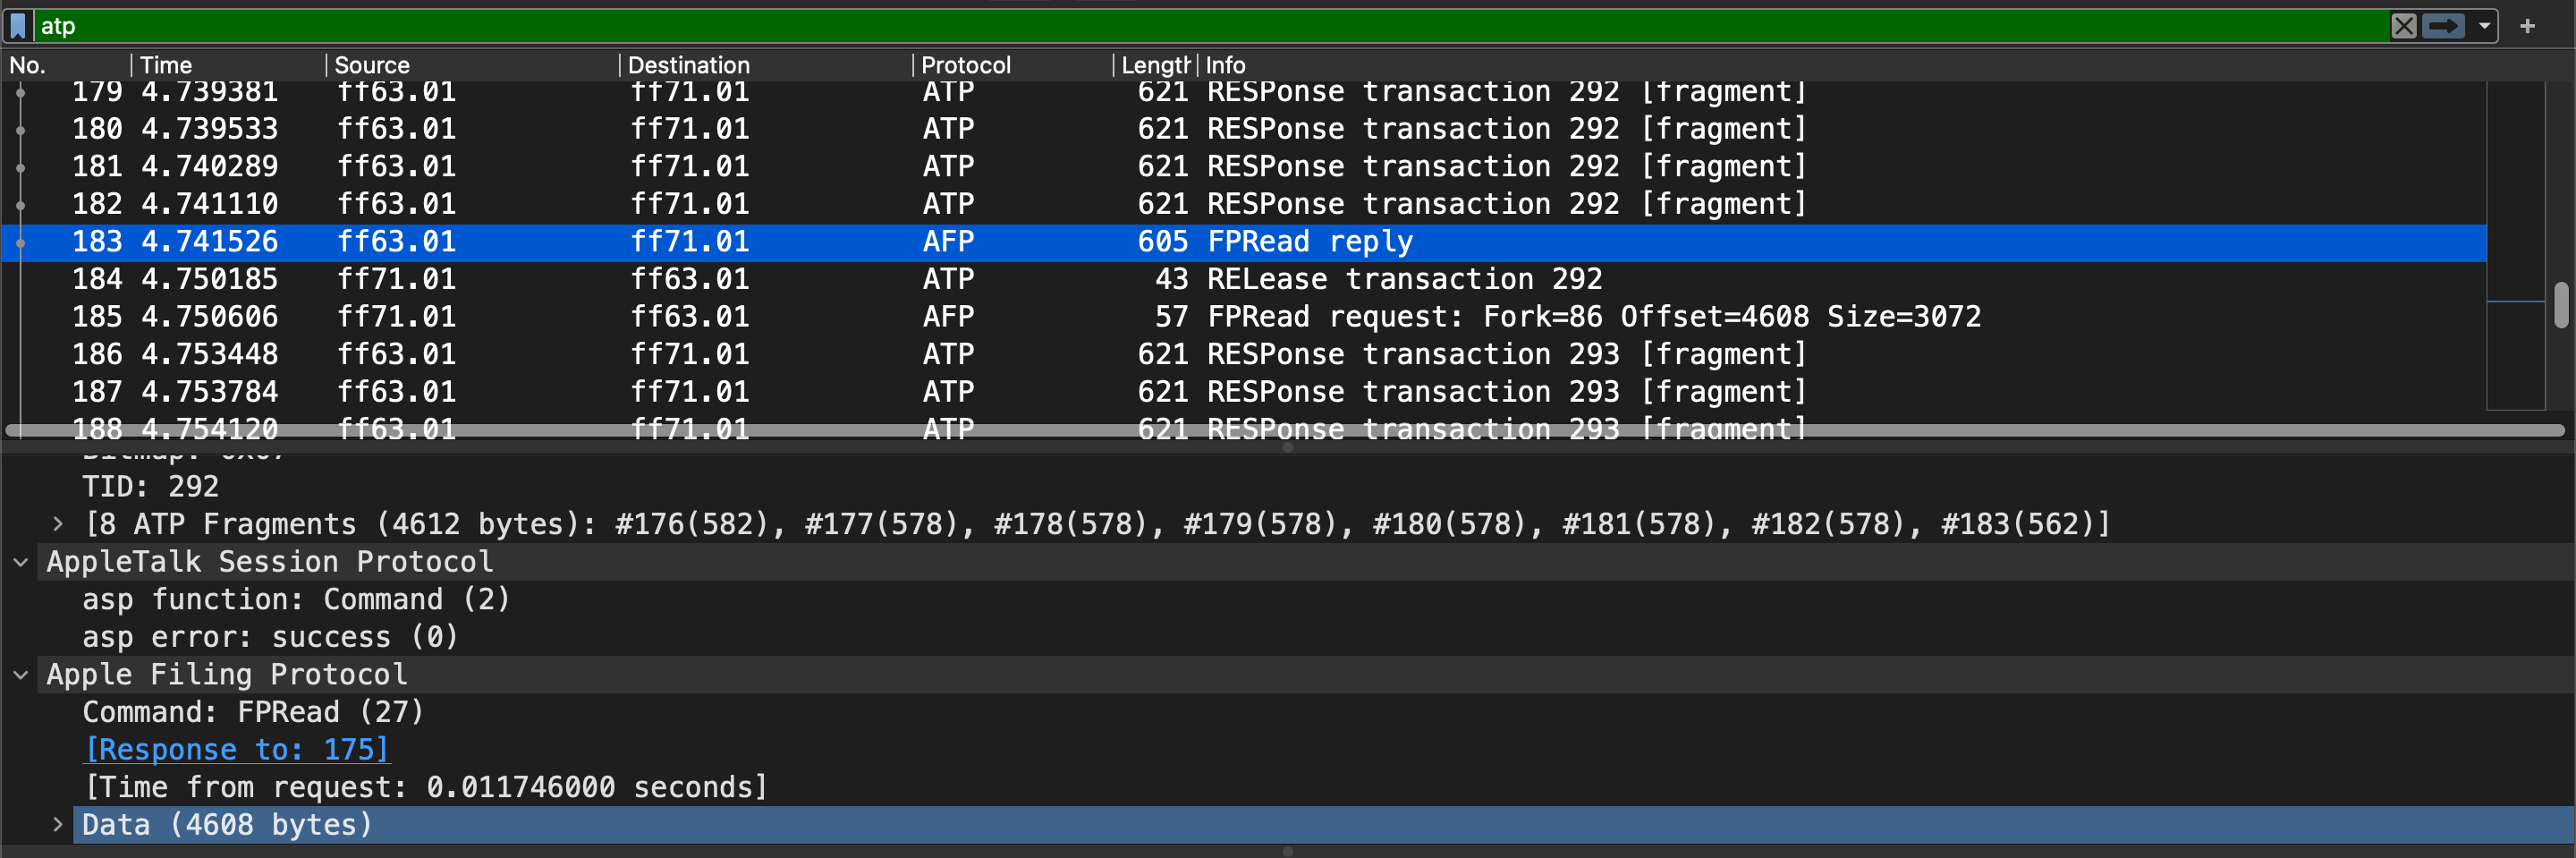 atp
No. Time Source Destination Protocol Length Info
179 4.739381 ff63.01 ff71.01 ATP 621 RESPonse transaction 292 [fragment]
180 4.739533 ff63.01 ff71.01 ATP 621 RESPonse transaction 292 [fragment]
181 4.740289 ff63.01 ff71.01 ATP 621 RESPonse transaction 292 [fragment]
182 4.741110 ff63.01 ff71.01 ATP 621 RESPonse transaction 292 [fragment]
183 4.741526 ff63.01 ff71.01 AFP 605 FPRead reply
184 4.750185 ff71.01 ff63.01 ATP 43 RELease transaction 292
185 4.750606 ff71.01 ff63.01 AFP 57 FPRead request: Fork=86 Offset=4608 Size=3072
186 4.753448 ff63.01 ff71.01 ATP 621 RESPonse transaction 293 [fragment]
187 4.753784 ff63.01 ff71.01 ATP 621 RESPonse transaction 293 [fragment]
188 4.754120 ff63.01 ff71.01 ATP 621 RESPonse transaction 293 [fragment]
TID: 292
[8 ATP Fragments (4612 bytes): #176(582), #177(578), #178(578), #179(578), #180(578), #181(578), #182(578), #183(562)]
AppleTalk Session Protocol
asp function: Command (2)
asp error: success (0)
Apple Filing Protocol
Command: FPRead (27)
[Response to: 175]
[Time from request: 0.011746000 seconds]
Data (4608 bytes)